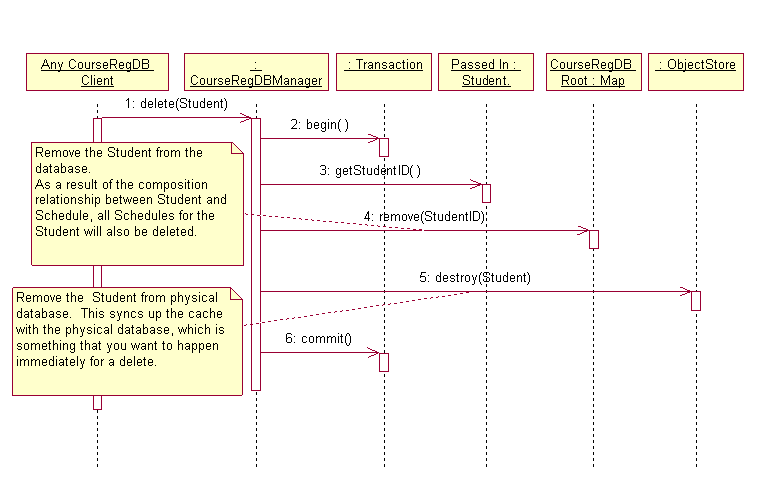 Any CourseRegDB
Client
:
CourseRegDBManager
: Transaction
Passed In :
Student.
CourseRegDB
Root : Map
: ObjectStore
1: delete(Student)
2: begin( )
Remove the Student from the
database.
As a result of the composition
relationship between Student and
Schedule, all Schedules for the
Student will also be deleted.
3: getStudentID( )
4: remove(StudentID)
5: destroy(Student)
Remove the  Student from physical
database.  This syncs up the cache
with the physical database, which is
something that you want to happen
immediately for a delete.
6: commit()